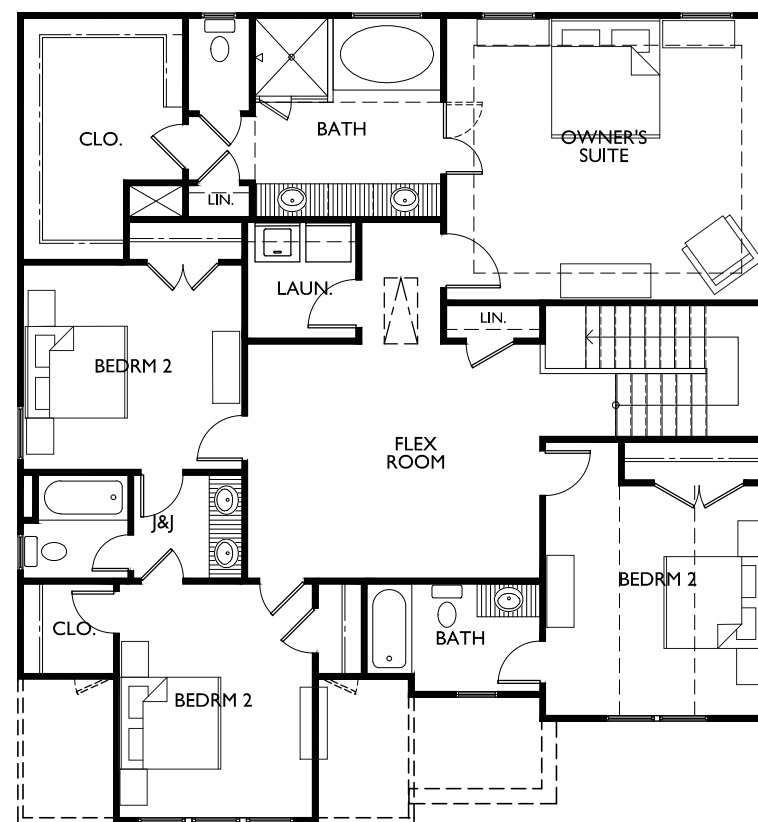 CLO.
BATH
OWNER'S
SUITE
LIN.
LAUN.
LIN.
BEDRM 2
FLEX
ROOM
J&J
BEDRM 2
CLO.
BATH
BEDRM 2